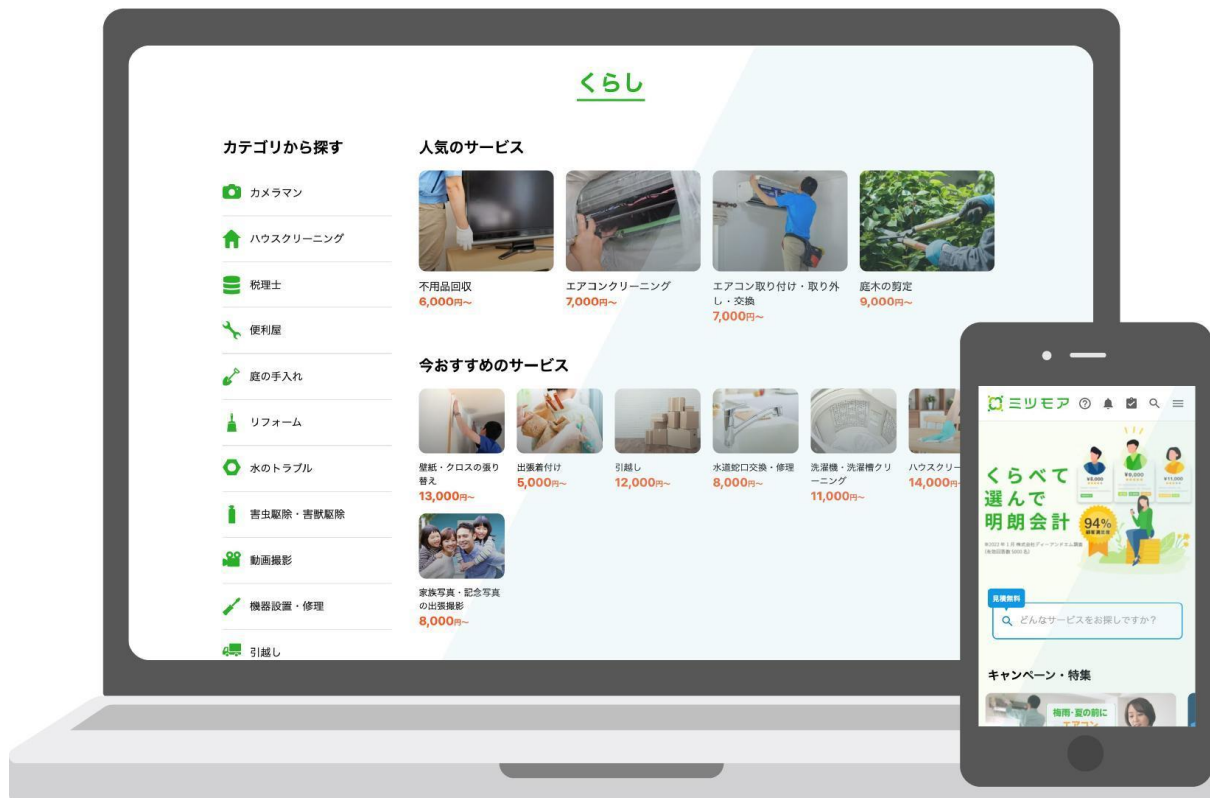 くらし
カテゴリから探す
カメラマン
ハウスクリーニング
税理士
便利屋
庭の手入れ
リフォーム
水のトラブル
害虫駆除・害獣駆除
動画撮影
機器設置・修理
引越し
人気のサービス
不用品回収
6,000円〜
エアコンクリーニング
7,000円〜
エアコン取り付け・取り外
し・交換
7,000円〜
庭木の剪定
9,000円〜
今おすすめのサービス
壁紙・クロスの張り
替え
13,000円〜
出張着付け
5,000円〜
引越し
12,000円〜
水道蛇口交換・修理
8,000円〜
洗濯機・洗濯槽クリ
ーニング
11,000円〜
ハウスクリー
14,000円
家族写真・記念写真
の出張撮影
8,000円〜
ミツモア
くらべて
選んで
明朗会計
¥8,000
¥9,000
¥11,000
94%
見積無料
どんなサービスをお探しですか？
キャンペーン・特集
梅雨・夏の前に
エアコン